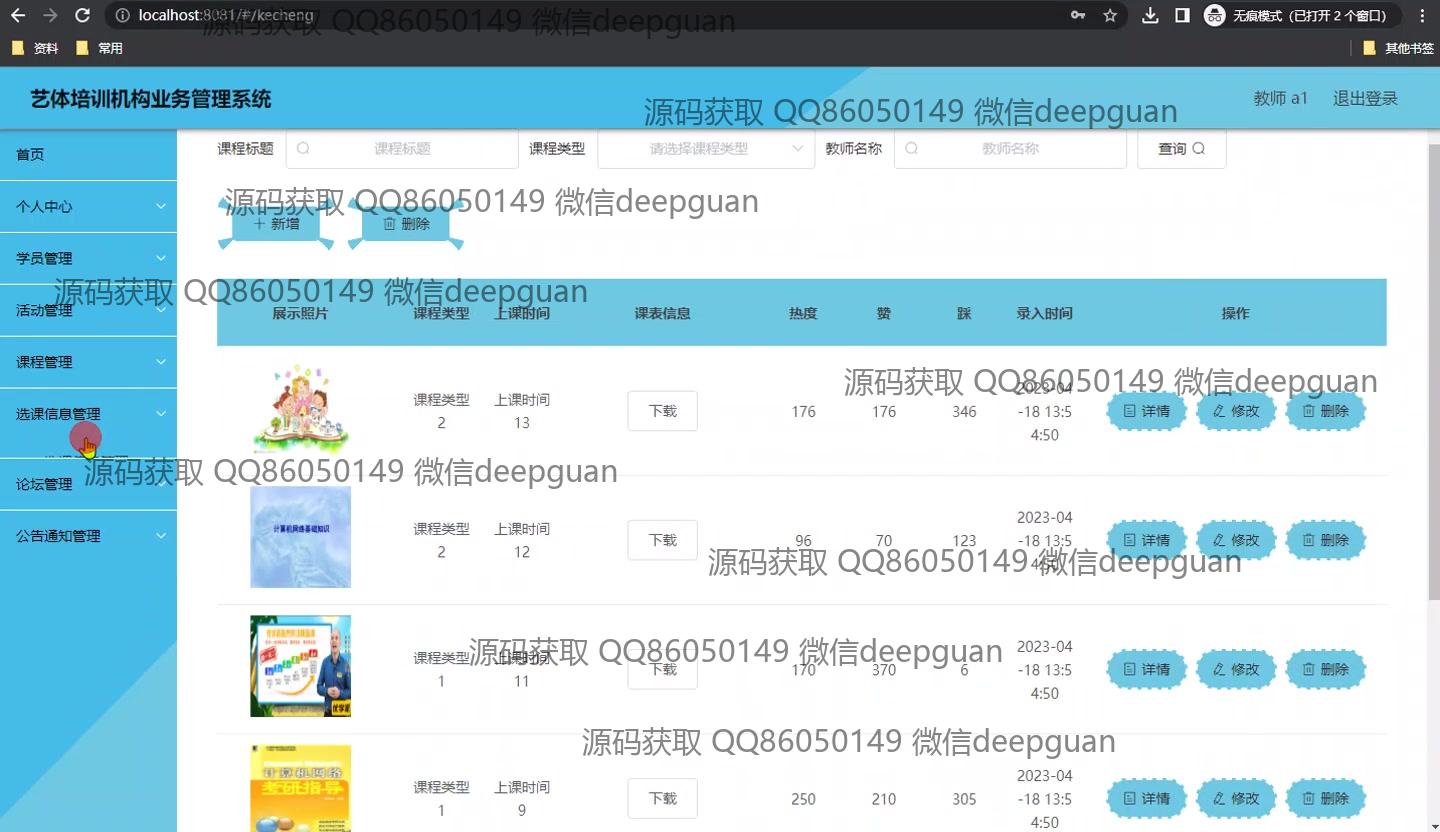 localhost:8081/#/kecheng
无痕模式（已打开 2 个窗口）
资料
常用
其他书签
艺体培训机构业务管理系统
教师 a1
退出登录
源码获取 QQ86050149 微信deepguan
源码获取 QQ86050149 微信deepguan
首页
个人中心
学员管理
活动管理
课程管理
选课信息管理
论坛管理
公告通知管理
课程标题 课程标题 课程类型 请选择课程类型 教师名称 教师名称 查询
源码获取 QQ86050149 微信deepguan
新增 删除
源码获取 QQ86050149 微信deepguan
展示照片 课程类型 上课时间 课表信息 热度 赞 踩 录入时间 操作
源码获取 QQ86050149 微信deepguan
课程类型2 上课时间13 下载 176 176 346 2023-04-18 13:54:50 详情 修改 删除
源码获取 QQ86050149 微信deepguan
计算机网络基础知识
课程类型2 上课时间12 下载 96 70 123 2023-04-18 13:54:50 详情 修改 删除
源码获取 QQ86050149 微信deepguan
课程类型1 上课时间11 下载 170 370 6 2023-04-18 13:54:50 详情 修改 删除
源码获取 QQ86050149 微信deepguan
源码获取 QQ86050149 微信deepguan
计算机网络
考研指导
课程类型1 上课时间9 下载 250 210 305 2023-04-18 13:54:50 详情 修改 删除